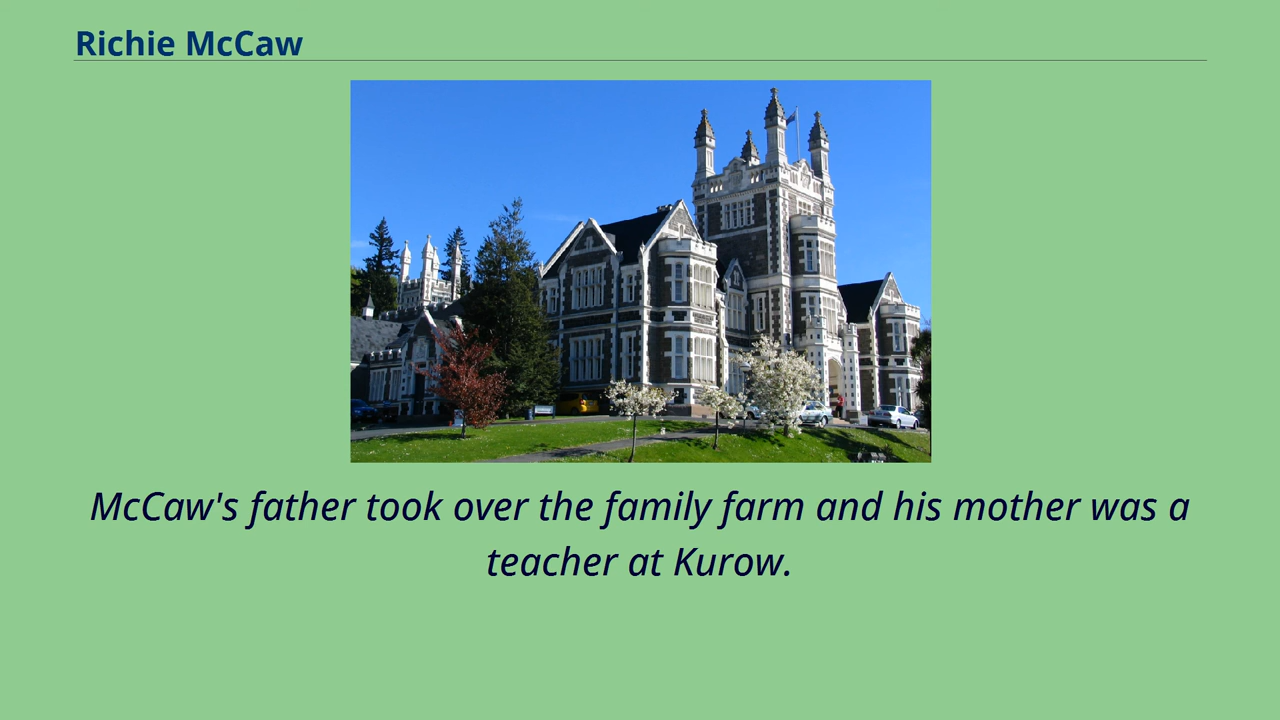 Richie McCaw
McCaw's father took over the family farm and his mother was a
teacher at Kurow.